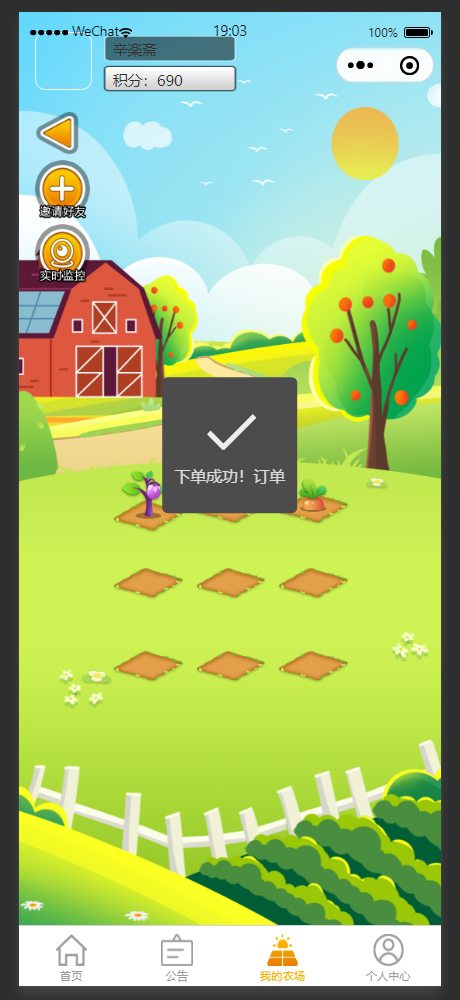 WeChat
19:03
100%
辛楽斋
积分：690
邀请好友
实时监控
下单成功！订单
首页
公告
我的农场
个人中心